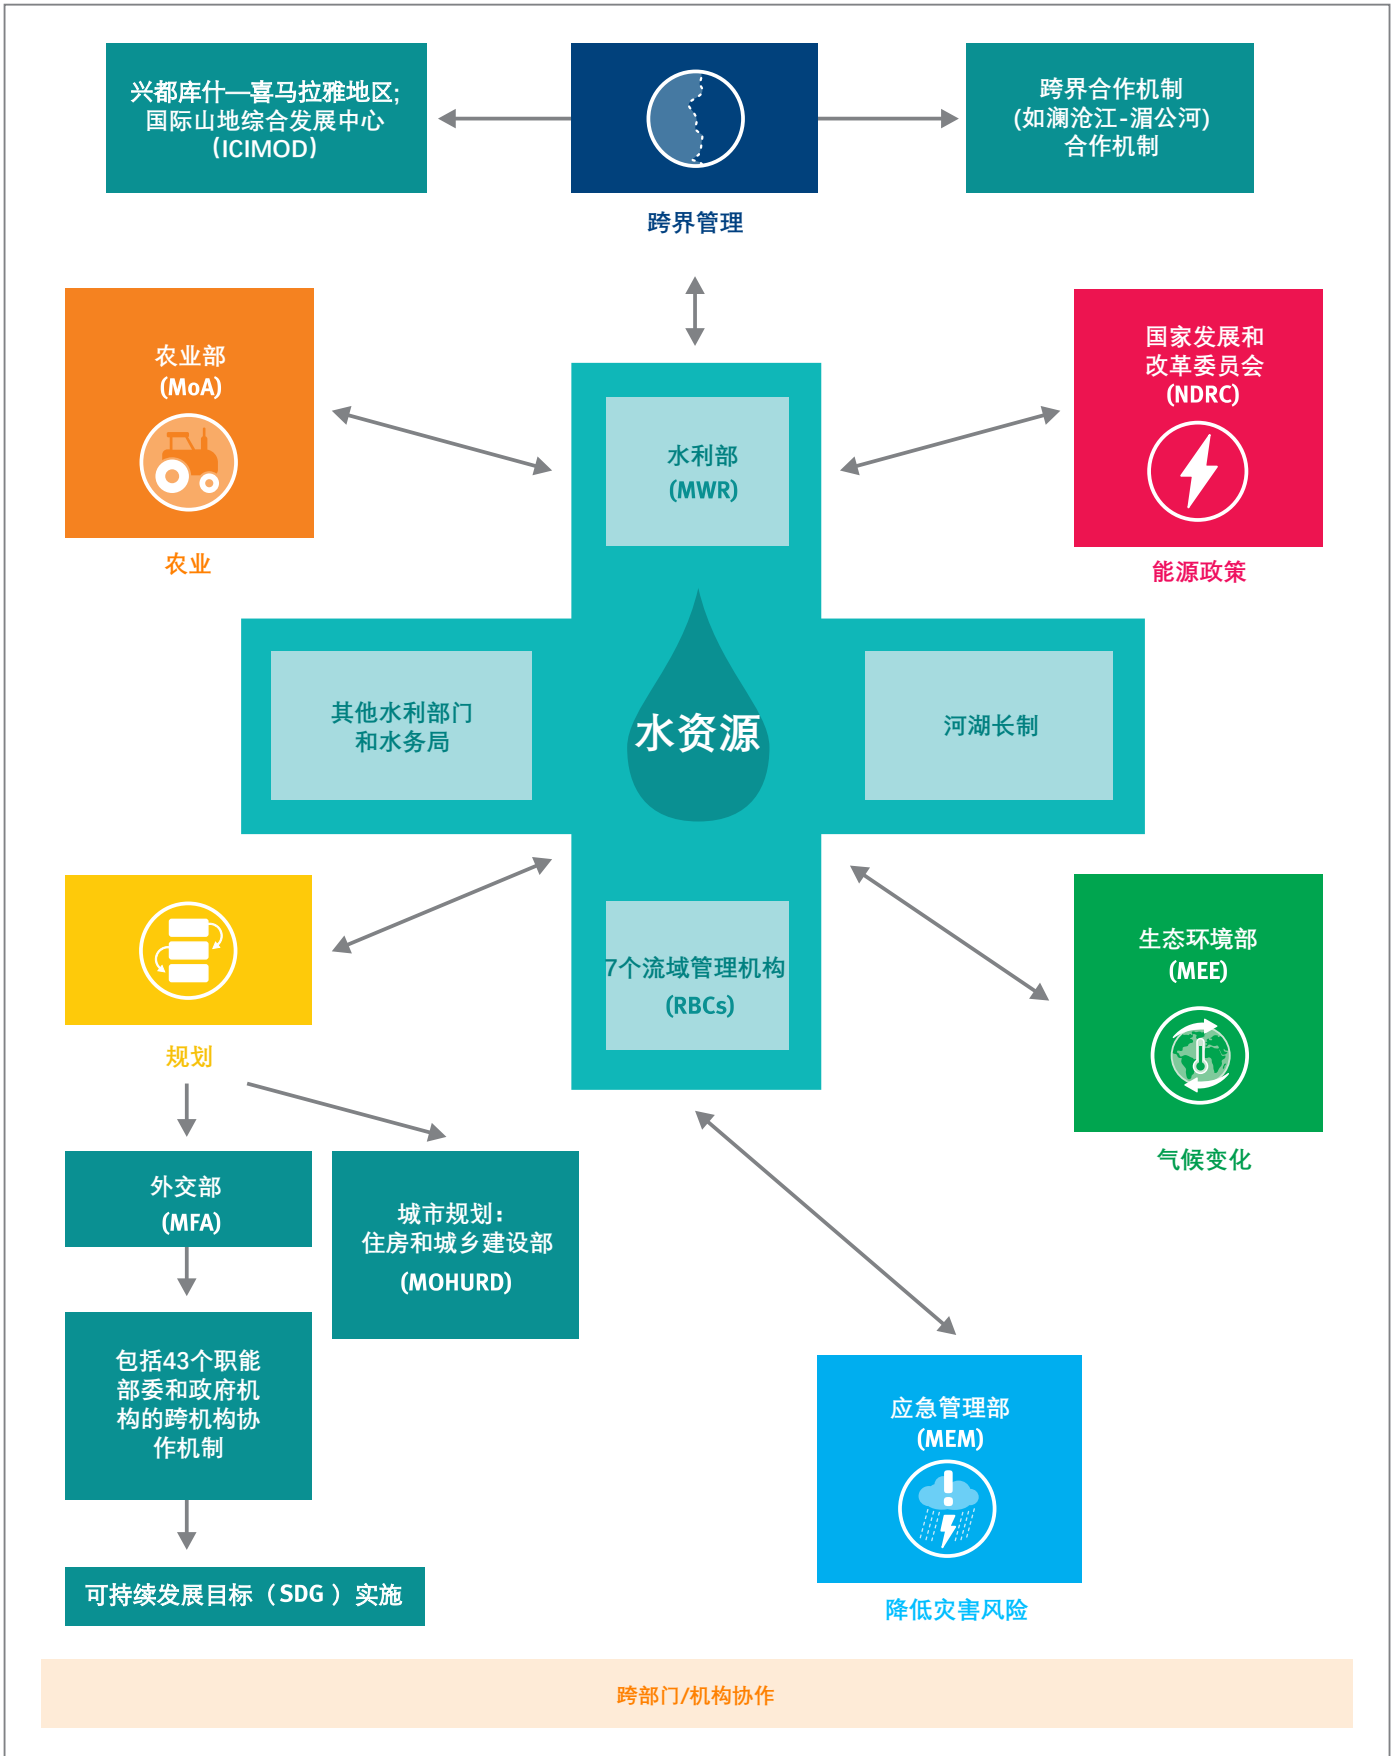 兴都库什—喜马拉雅地区;
国际山地综合发展中心
(ICIMOD)
跨界管理
跨界合作机制
(如澜沧江-湄公河)
合作机制
农业部
(MoA)
农业
国家发展和
改革委员会
(NDRC)
能源政策
水利部
(MWR)
其他水利部门
和水务局
水资源
河湖长制
7个流域管理机构
(RBCs)
规划
生态环境部
(MEE)
气候变化
外交部
(MFA)
城市规划：
住房和城乡建设部
(MOHURD)
包括43个职能
部委和政府机
构的跨机构协
作机制
可持续发展目标（SDG）实施
应急管理部
(MEM)
降低灾害风险
跨部门/机构协作